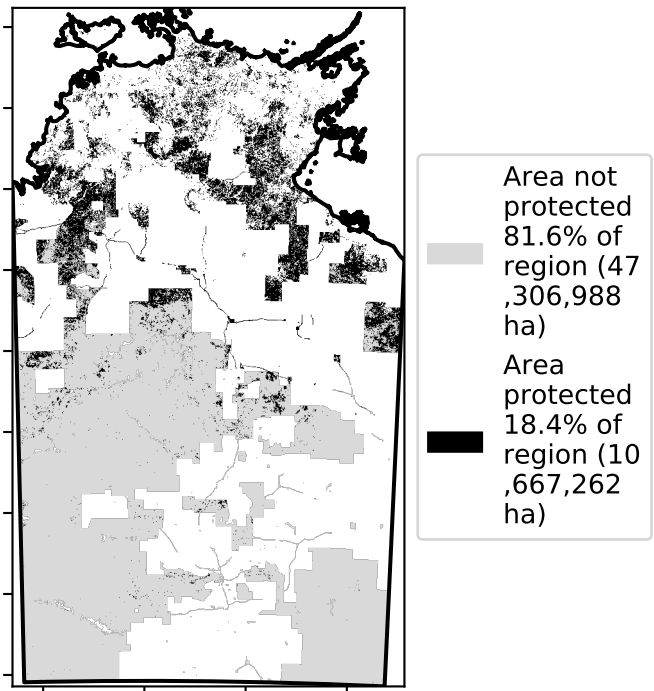 Area not
protected
81.6% of
region (47
,306,988
ha)
Area
protected
18.4% of
region (10
,667,262
ha)